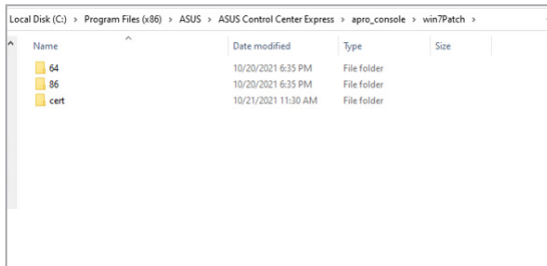 Local Disk (C:) > Program Files (x86) > ASUS > ASUS Control Center Express > apro_console > win7Patch >
Name Date modified Type Size
64 10/20/2021 6:35 PM File folder
86 10/20/2021 6:35 PM File folder
cert 10/21/2021 11:30 AM File folder